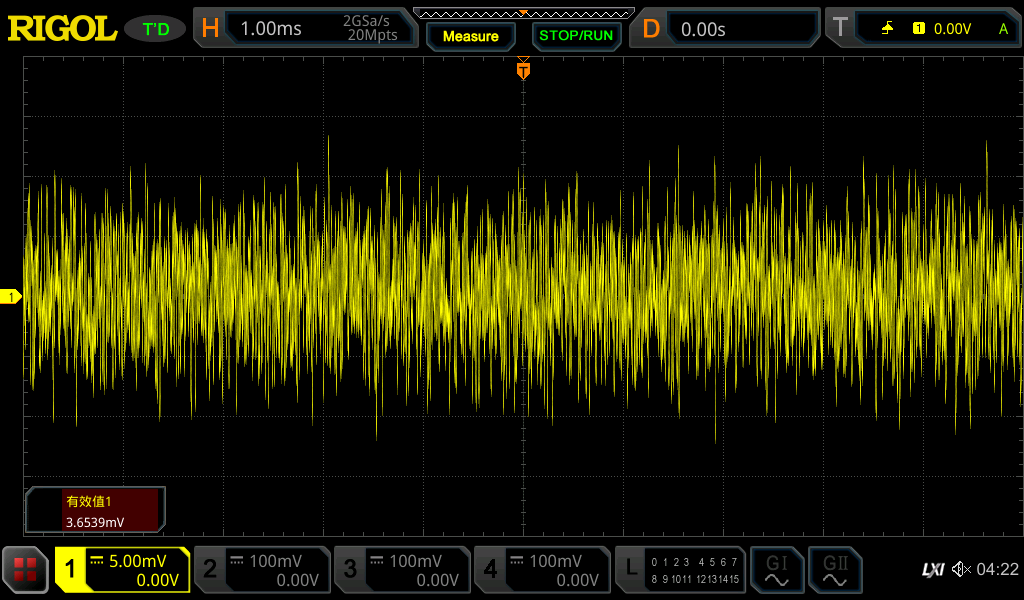 RIGOL T'D H 1.00ms 2GSa/s 20Mpts Measure STOP/RUN D 0.00s T 1 0.00V A
T
1
有效值1
3.6539mV
1 5.00mV 0.00V 2 100mV 0.00V 3 100mV 0.00V 4 100mV 0.00V L 0 1 2 3 4 5 6 7 GI GII LXI 04:22
8 9 10 11 12 13 14 15